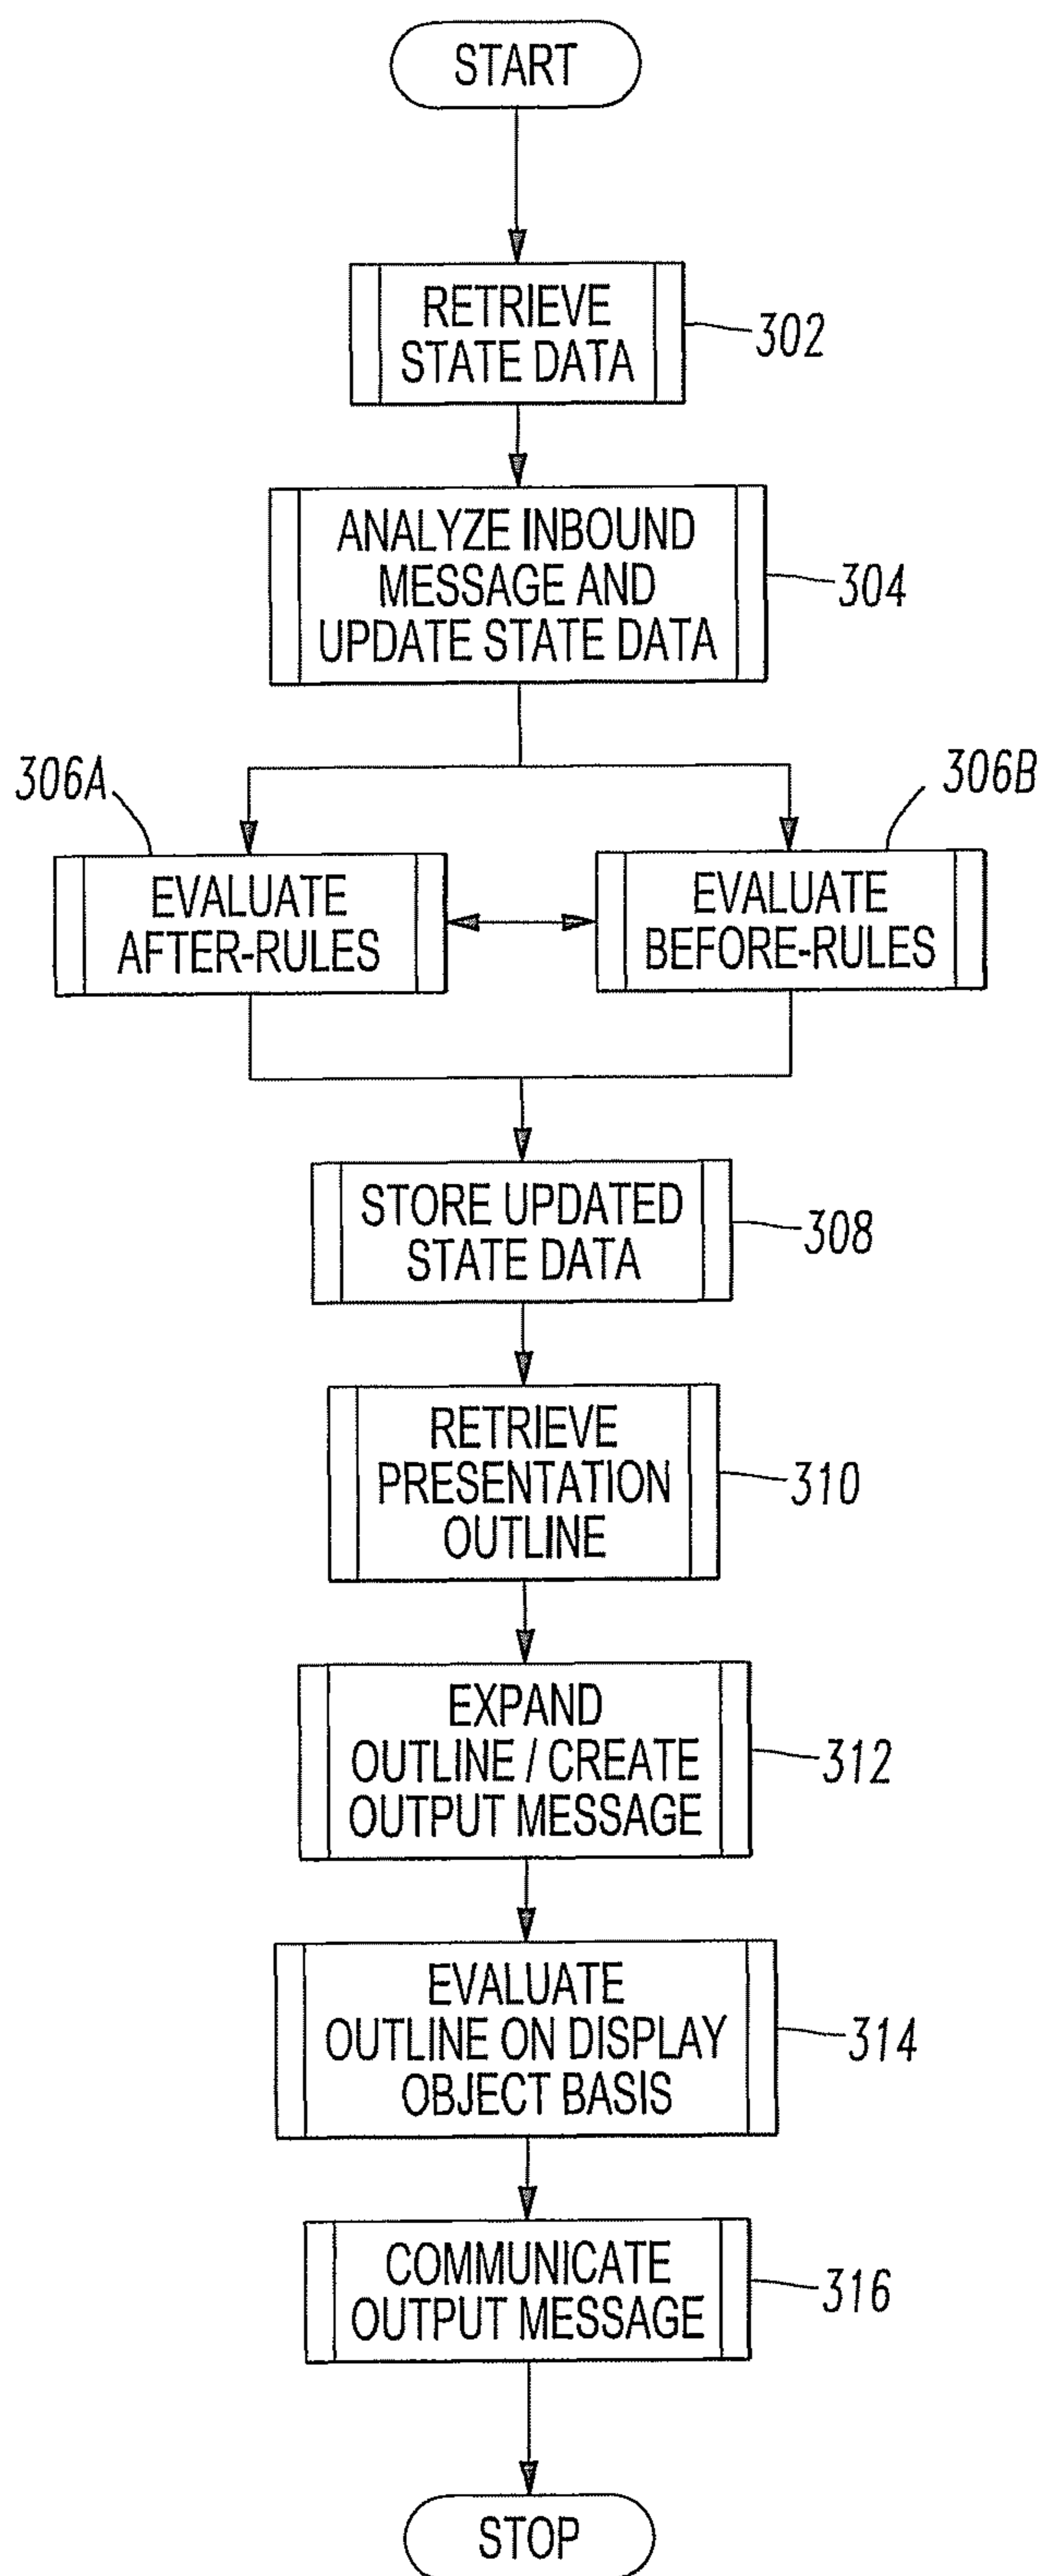 START
RETRIEVE
STATE DATA
302
ANALYZE INBOUND
MESSAGE AND
UPDATE STATE DATA
304
306A
306B
EVALUATE
AFTER-RULES
EVALUATE
BEFORE-RULES
STORE UPDATED
STATE DATA
308
RETRIEVE
PRESENTATION
OUTLINE
310
EXPAND
OUTLINE / CREATE
OUTPUT MESSAGE
312
EVALUATE
OUTLINE ON DISPLAY
OBJECT BASIS
314
COMMUNICATE
OUTPUT MESSAGE
316
STOP